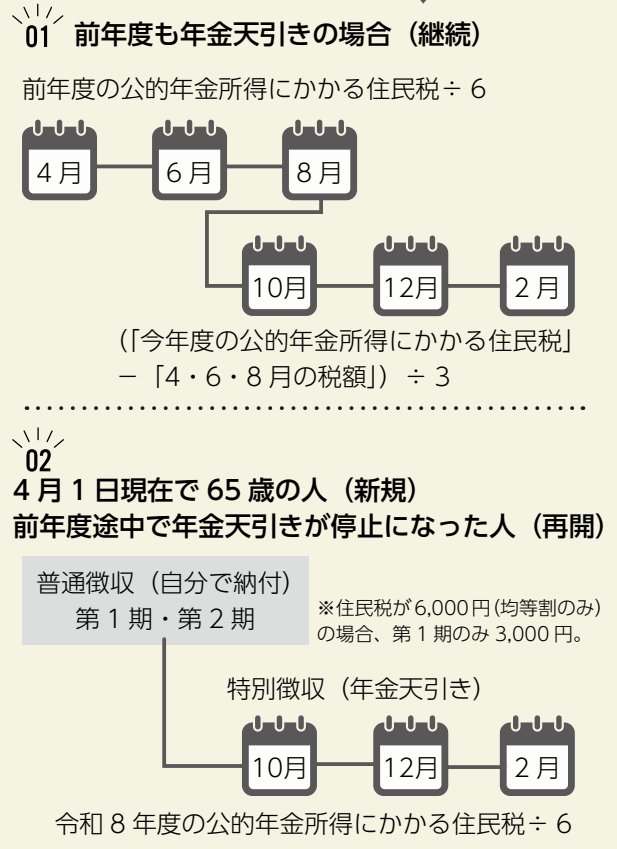 01 前年度も年金天引きの場合（継続）
前年度の公的年金所得にかかる住民税÷6
4月
6月
8月
10月
12月
2月
（「今年度の公的年金所得にかかる住民税」
－「4・6・8月の税額」）÷3
02
4月1日現在で65歳の人（新規）
前年度途中で年金天引きが停止になった人（再開）
普通徴収（自分で納付）
第1期・第2期
※住民税が6,000円（均等割のみ）
の場合、第1期のみ3,000円。
特別徴収（年金天引き）
10月
12月
2月
令和8年度の公的年金所得にかかる住民税÷6